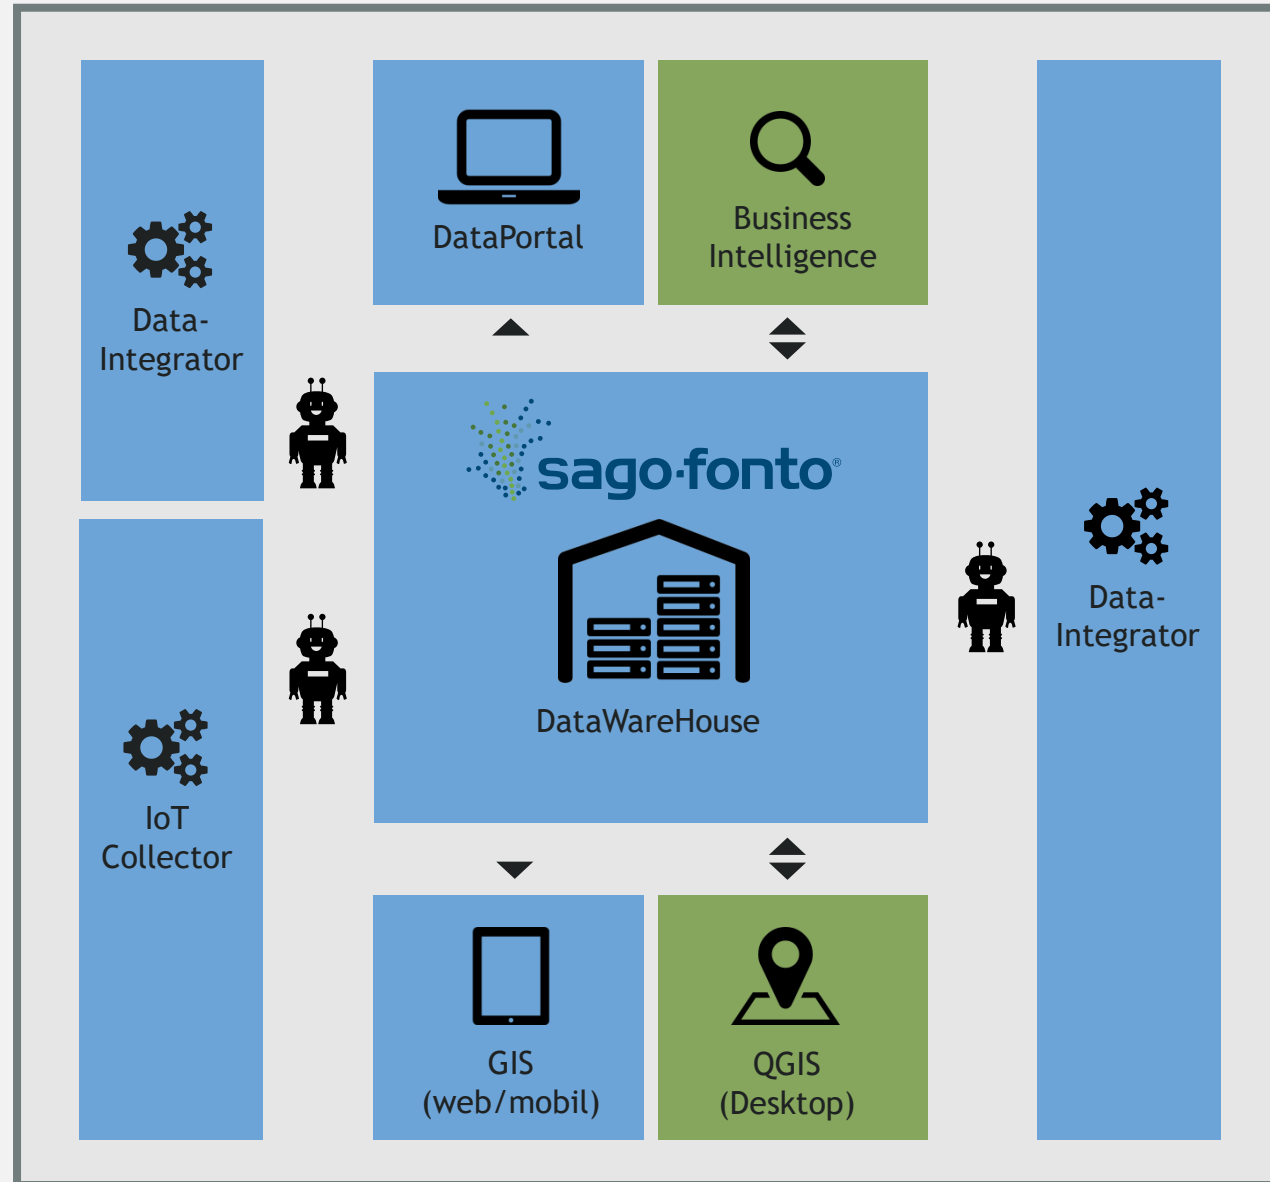 DataPortal
Business
Intelligence
Data-
Integrator
sago·fonto®
DataWareHouse
Data-
Integrator
IoT
Collector
GIS
(web/mobil)
QGIS
(Desktop)